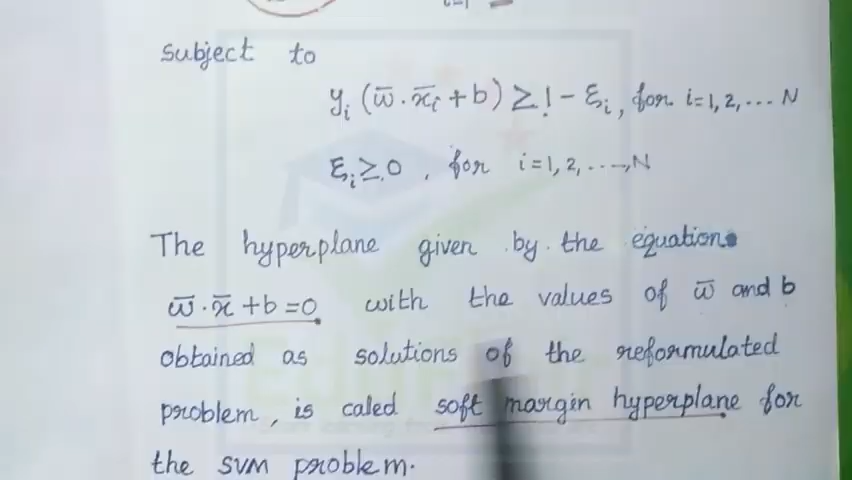 subject to
yᵢ (w̄ · x̄ᵢ + b) ≥ 1 − ξᵢ, for i=1, 2, ... N
ξᵢ ≥ 0 , for i=1, 2, ..., N
The hyperplane given by the equation
w̄ · x̄ + b = 0 with the values of w̄ and b
obtained as solutions of the reformulated
problem, is caled soft margin hyperplane for
the SVM problem.